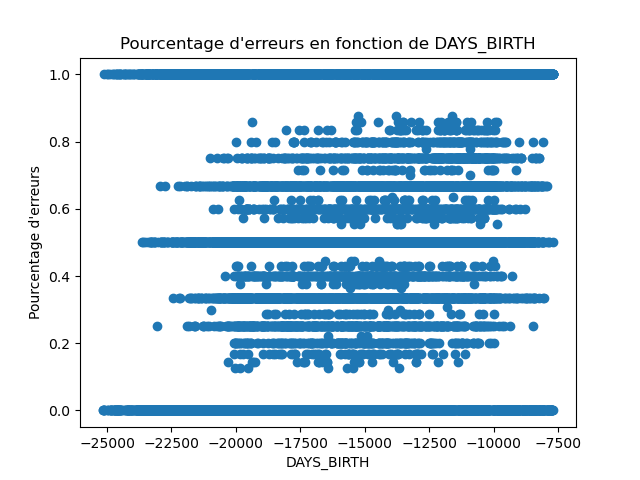 Pourcentage d'erreurs en fonction de DAYS_BIRTH
1.0
0.8
0.6
0.4
0.2
0.0
Pourcentage d'erreurs
−25000 −22500 −20000 −17500 −15000 −12500 −10000 −7500
DAYS_BIRTH